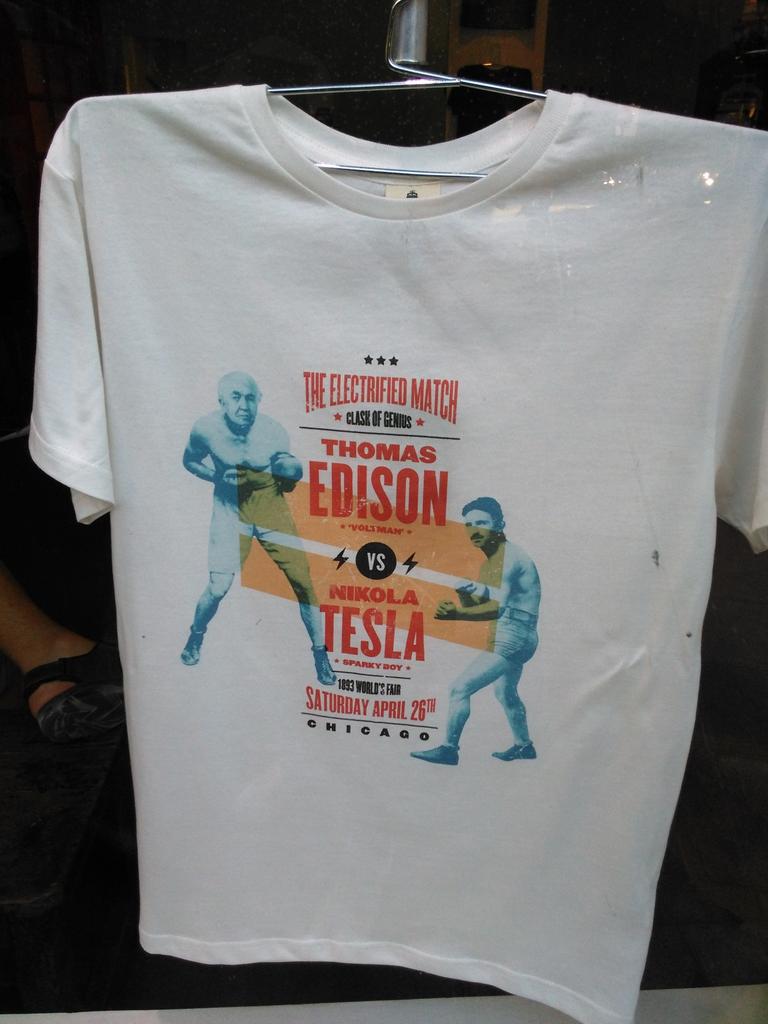 THE ELECTRIFIED MATCH
CLASH OF GENIUS
THOMAS
EDISON
"VOLTMAN"
VS
NIKOLA
TESLA
SPARKY BOY
1893 WORLD'S FAIR
SATURDAY APRIL 26TH
CHICAGO